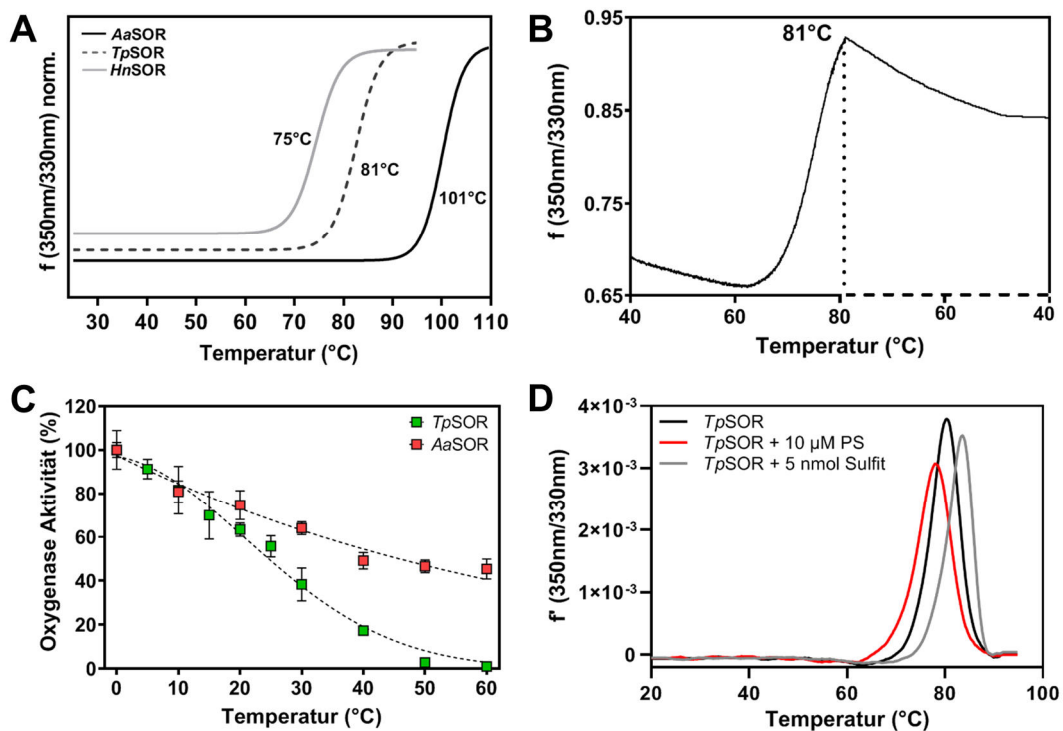 A
AaSOR
TpSOR
HnSOR
75°C
81°C
101°C
f (350nm/330nm) norm.
30 40 50 60 70 80 90 100 110
Temperatur (°C)
B
0.95
0.85
0.75
0.65
81°C
f (350nm/330nm)
40 60 80 60 40
Temperatur (°C)
C
120
100
80
60
40
20
0
TpSOR
AaSOR
Oxygenase Aktivität (%)
0 10 20 30 40 50 60
Temperatur (°C)
D
4×10⁻³
3×10⁻³
2×10⁻³
1×10⁻³
0
TpSOR
TpSOR + 10 µM PS
TpSOR + 5 nmol Sulfit
f' (350nm/330nm)
20 40 60 80 100
Temperatur (°C)